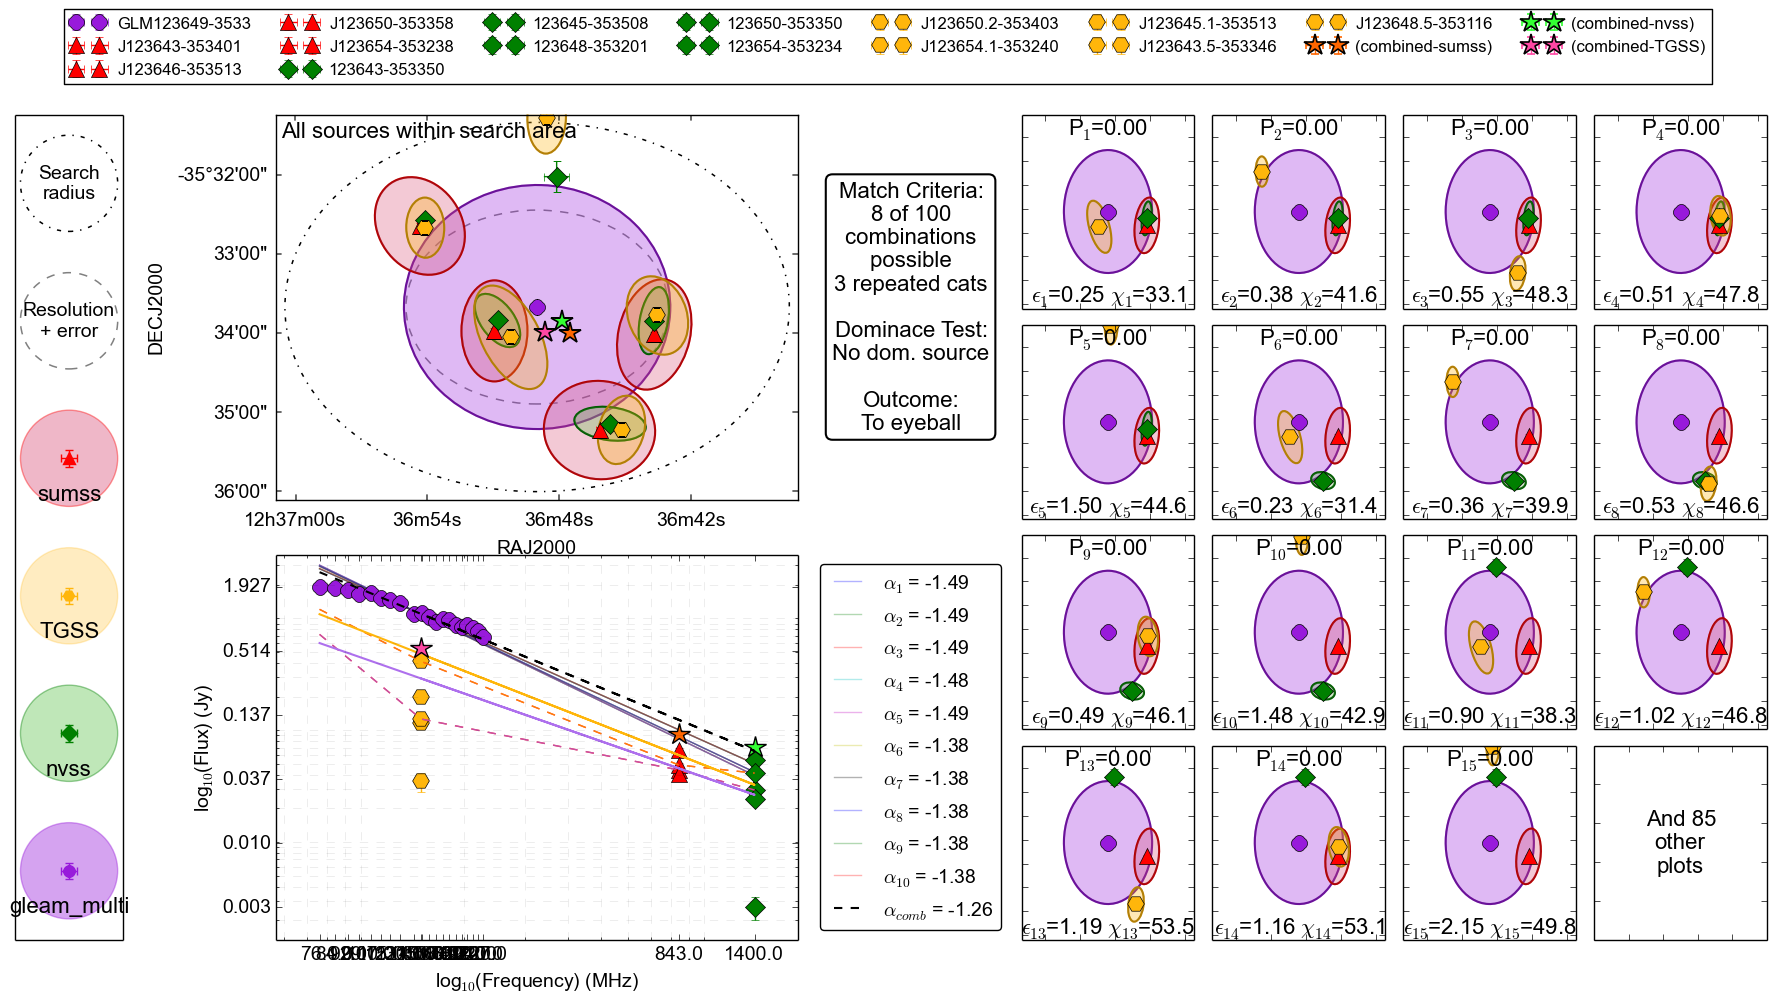 GLM123649-3533
J123643-353401
J123646-353513
J123650-353358
J123654-353238
123643-353350
123645-353508
123648-353201
123650-353350
123654-353234
J123650.2-353403
J123654.1-353240
J123645.1-353513
J123643.5-353346
J123648.5-353116
(combined-sumss)
(combined-nvss)
(combined-TGSS)
Search
radius
Resolution
+ error
sumss
TGSS
nvss
gleam_multi
All sources within search area
DECJ2000
-35°32'00"
33'00"
34'00"
35'00"
36'00"
12h37m00s
36m54s
36m48s
36m42s
RAJ2000
Match Criteria:
8 of 100
combinations
possible
3 repeated cats
Dominace Test:
No dom. source
Outcome:
To eyeball
log₁₀(Flux) (Jy)
1.927
0.514
0.137
0.037
0.010
0.003
843.0
1400.0
log₁₀(Frequency) (MHz)
α₁ = -1.49
α₂ = -1.49
α₃ = -1.49
α₄ = -1.48
α₅ = -1.49
α₆ = -1.38
α₇ = -1.38
α₈ = -1.38
α₉ = -1.38
α₁₀ = -1.38
α_comb = -1.26
P₁=0.00
ϵ₁=0.25 χ₁=33.1
P₂=0.00
ϵ₂=0.38 χ₂=41.6
P₃=0.00
ϵ₃=0.55 χ₃=48.3
P₄=0.00
ϵ₄=0.51 χ₄=47.8
P₅=0.00
ϵ₅=1.50 χ₅=44.6
P₆=0.00
ϵ₆=0.23 χ₆=31.4
P₇=0.00
ϵ₇=0.36 χ₇=39.9
P₈=0.00
ϵ₈=0.53 χ₈=46.6
P₉=0.00
ϵ₉=0.49 χ₉=46.1
P₁₀=0.00
ϵ₁₀=1.48 χ₁₀=42.9
P₁₁=0.00
ϵ₁₁=0.90 χ₁₁=38.3
P₁₂=0.00
ϵ₁₂=1.02 χ₁₂=46.8
P₁₃=0.00
ϵ₁₃=1.19 χ₁₃=53.5
P₁₄=0.00
ϵ₁₄=1.16 χ₁₄=53.1
P₁₅=0.00
ϵ₁₅=2.15 χ₁₅=49.8
And 85
other
plots